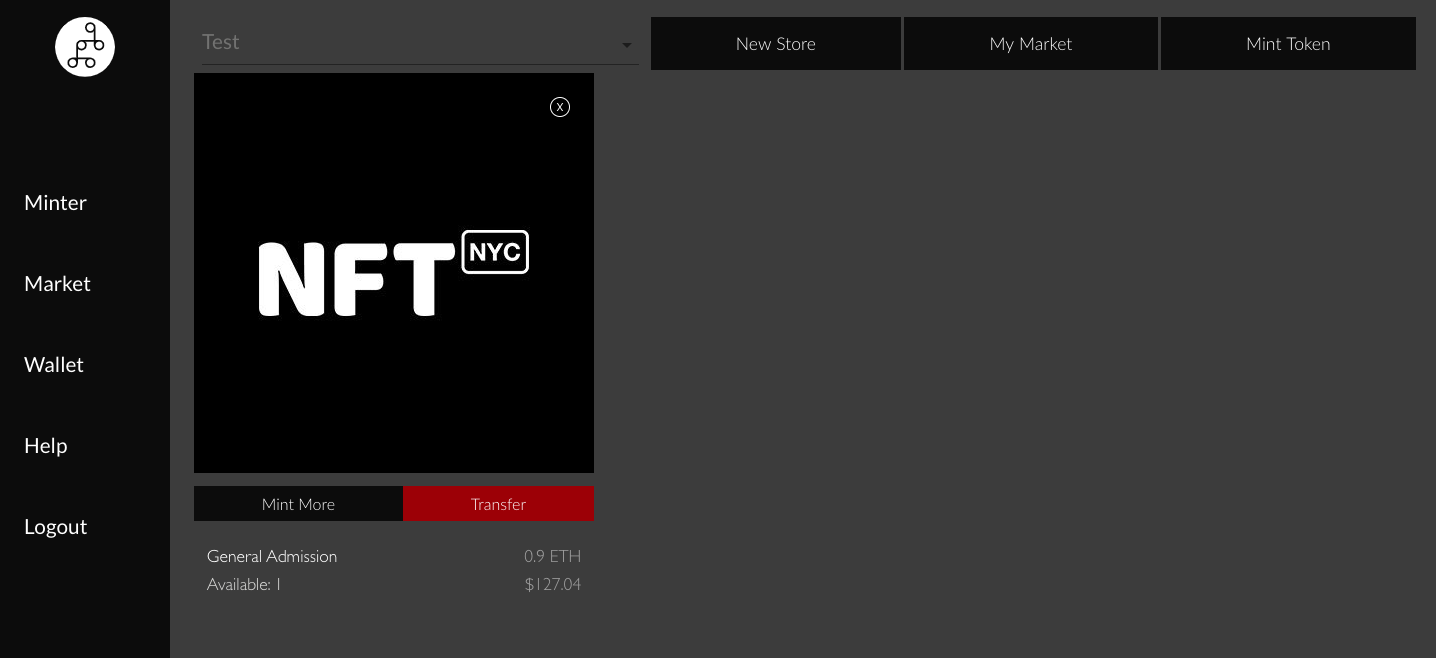 Test
New Store
My Market
Mint Token
X
Minter
Market
Wallet
Help
Logout
NFT NYC
Mint More
Transfer
General Admission
0.9 ETH
Available: 1
$127.04